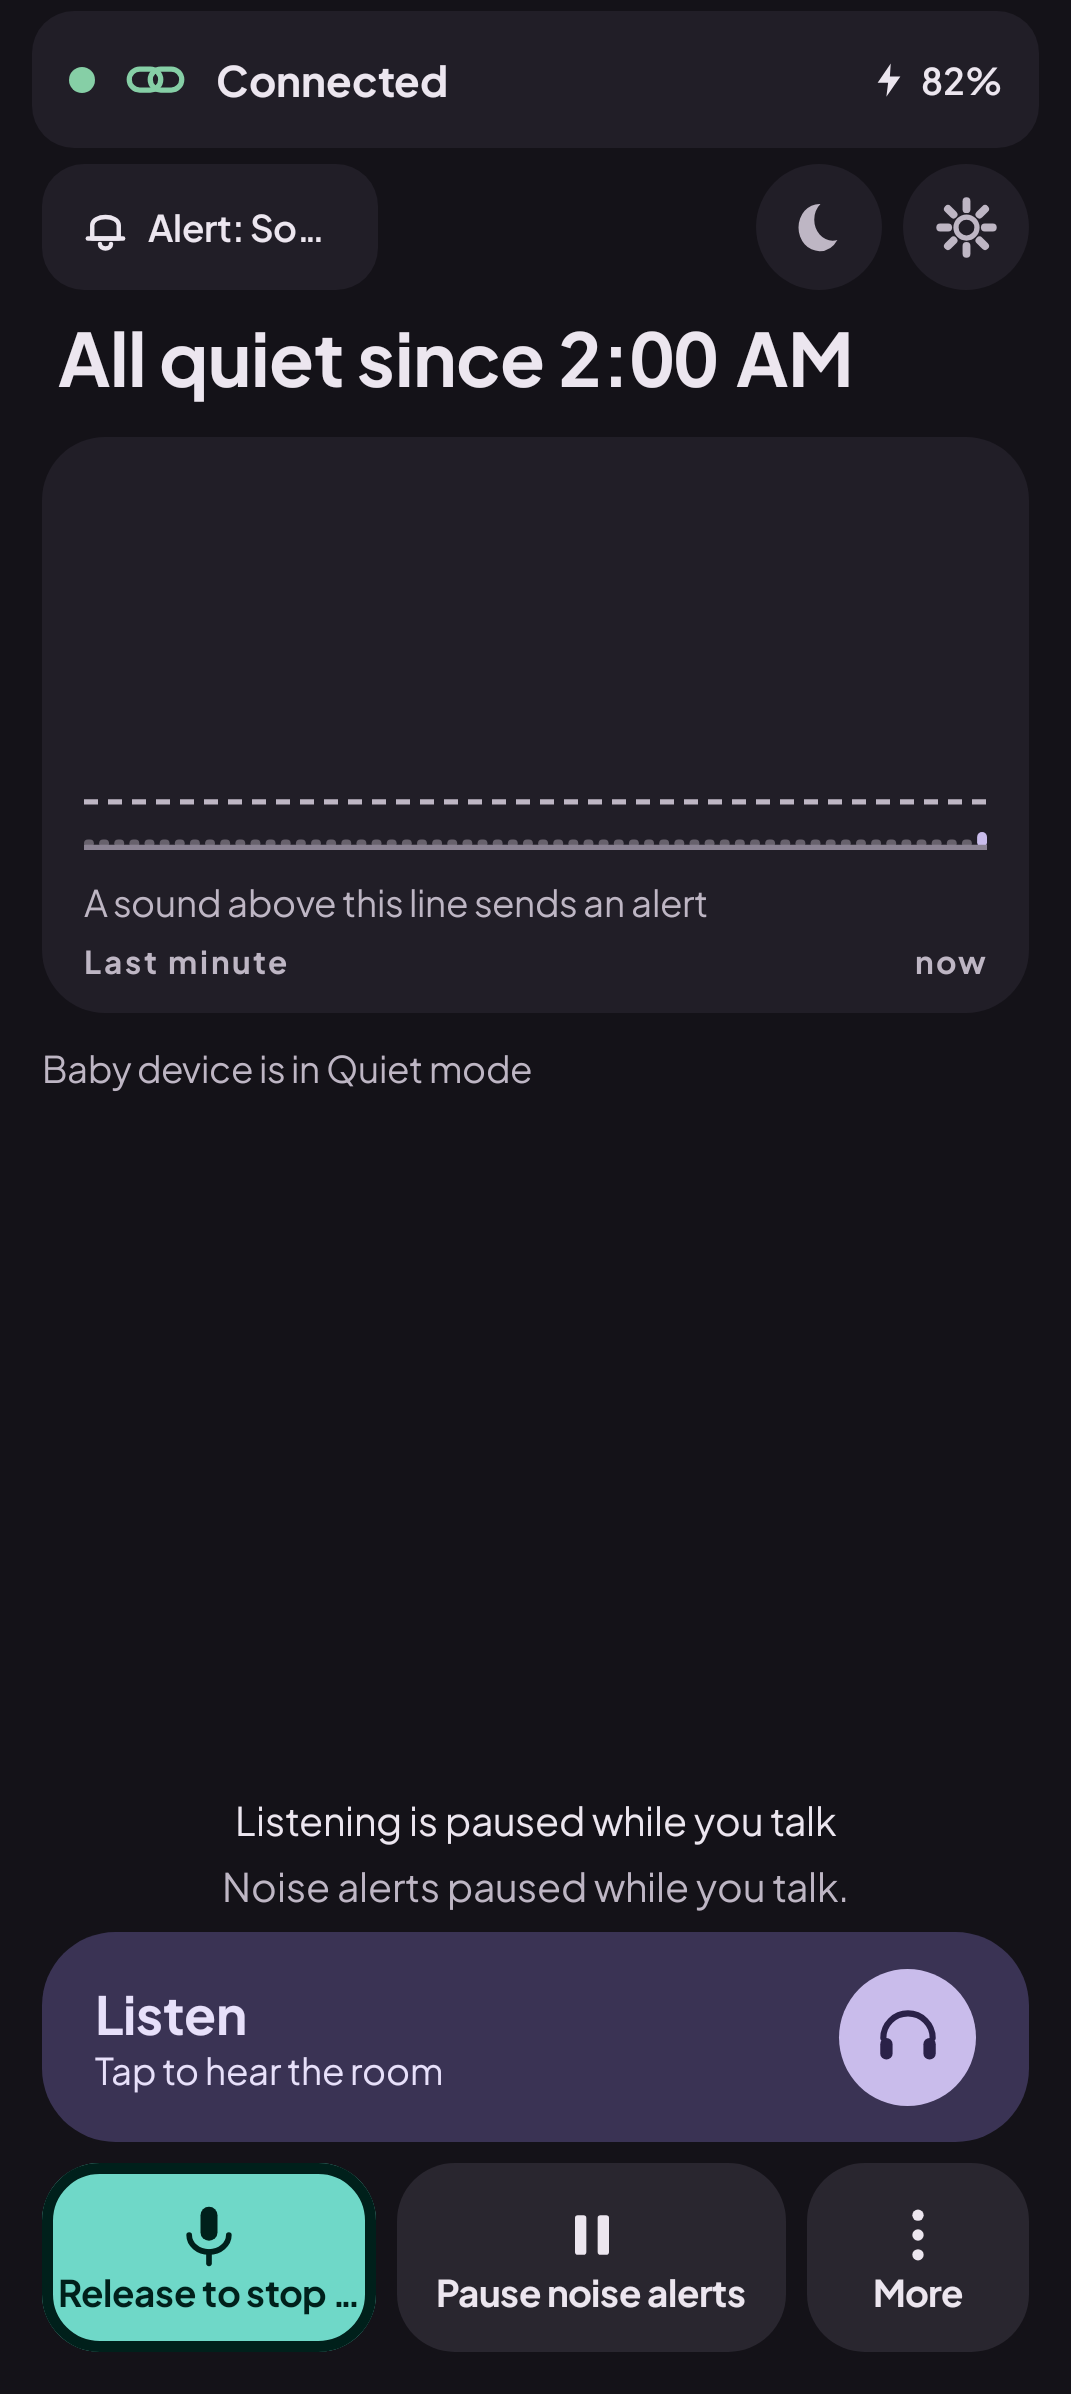 Connected
82%
Alert: So...
All quiet since 2:00 AM
A sound above this line sends an alert
Last minute
now
Baby device is in Quiet mode
Listening is paused while you talk
Noise alerts paused while you talk.
Listen
Tap to hear the room
Release to stop ...
Pause noise alerts
More